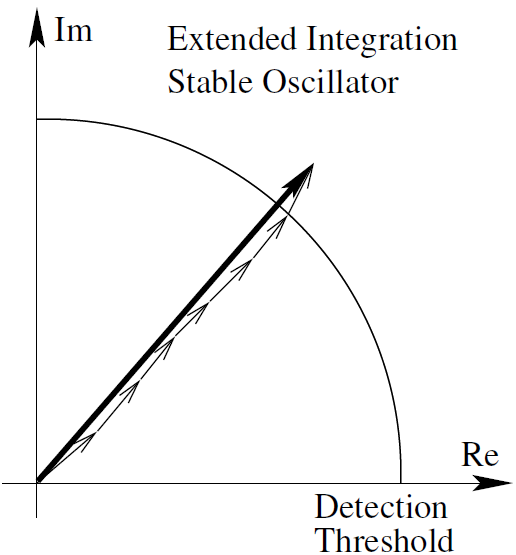 Im
Extended Integration
Stable Oscillator
Re
Detection
Threshold